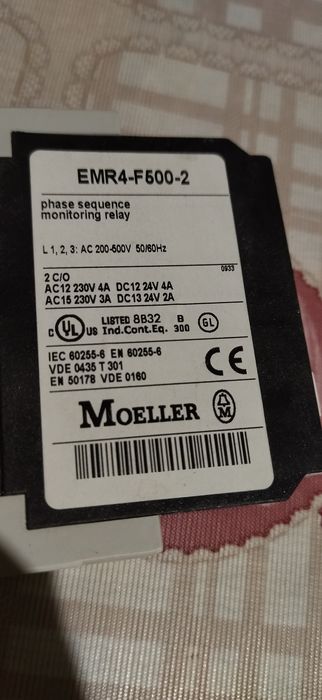 EMR4-F500-2
phase sequence
monitoring relay
L 1, 2, 3: AC 200-500V 50/60Hz
0933
2 C/O
AC12 230V 4A DC12 24V 4A
AC15 230V 3A DC13 24V 2A
C UL US LISTED 8B32 B GL
Ind.Cont.Eq. 300
IEC 60255-6 EN 60255-6
VDE 0435 T 301
EN 50178 VDE 0160
CE
MOELLER